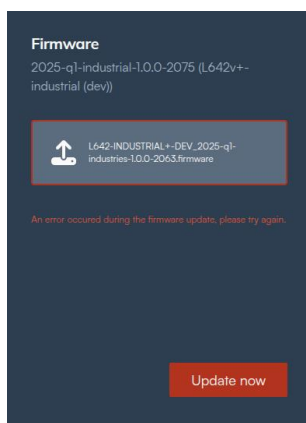 Firmware
2025-q1-industrial-1.0.0-2075 (L642v+-
industrial (dev))
L642-INDUSTRIAL+-DEV_2025-q1-
industries-1.0.0-2063.firmware
An error occured during the firmware update, please try again.
Update now